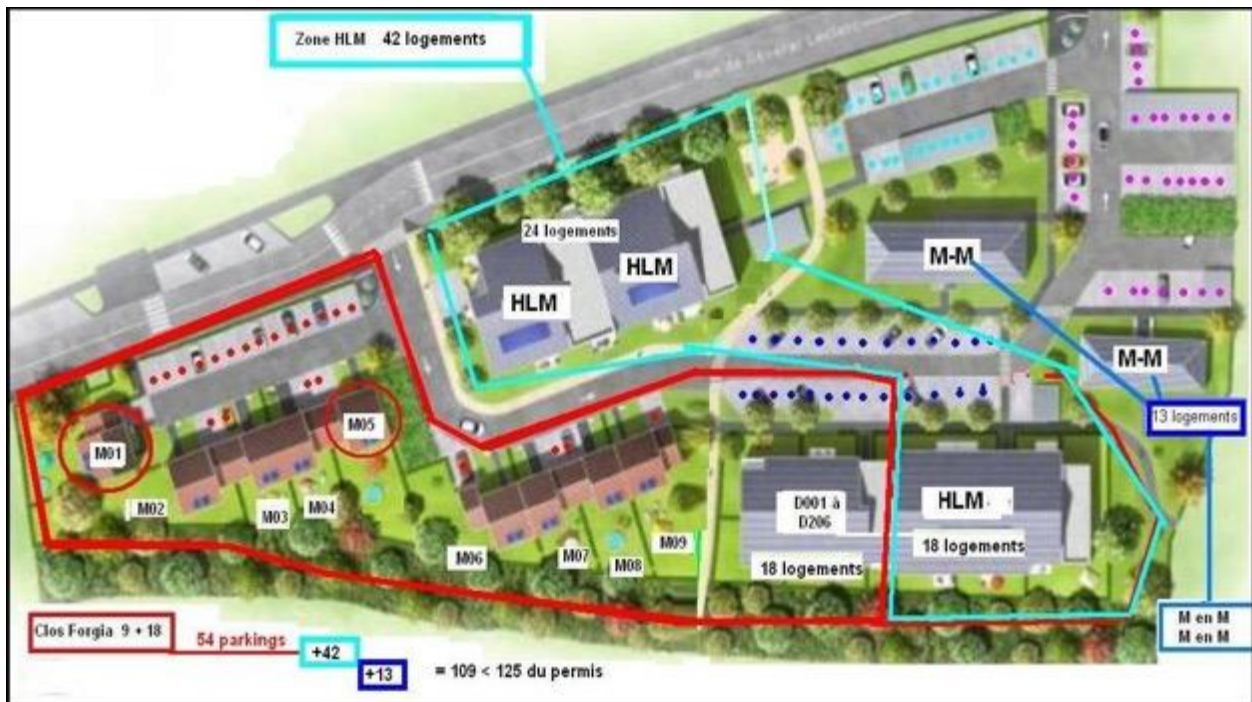 Zone HLM 42 logements
Rue du Général Leclerc
24 logements
HLM
HLM
M-M
M-M
13 logements
M01
M05
M02
M03
M04
M06
M07
M08
M09
D001 à
D206
18 logements
HLM
18 logements
M en M
M en M
Clos Forgia 9 + 18
54 parkings
+42
+13
= 109 < 125 du permis